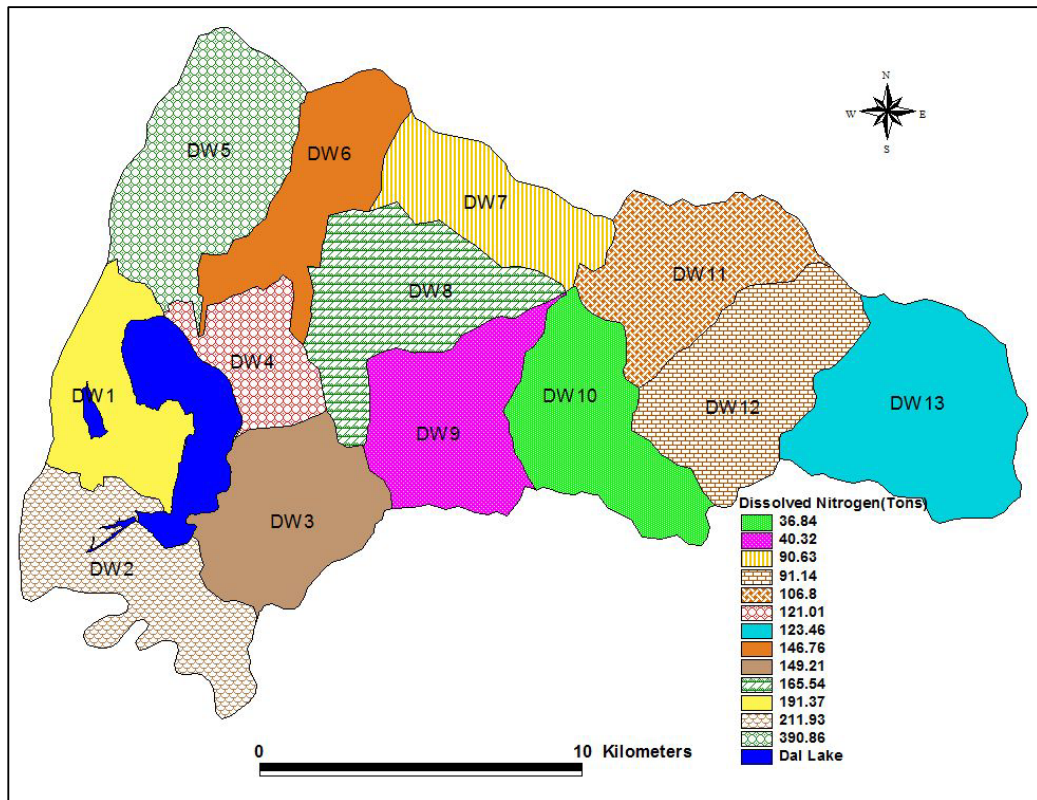 N
W E
S
DW5
DW6
DW7
DW11
DW8
DW4
DW1
DW10
DW12
DW13
DW9
DW3
DW2
Dissolved Nitrogen(Tons)
36.84
40.32
90.63
91.14
106.8
121.01
123.46
146.76
149.21
165.54
191.37
211.93
390.86
Dal Lake
0 10 Kilometers